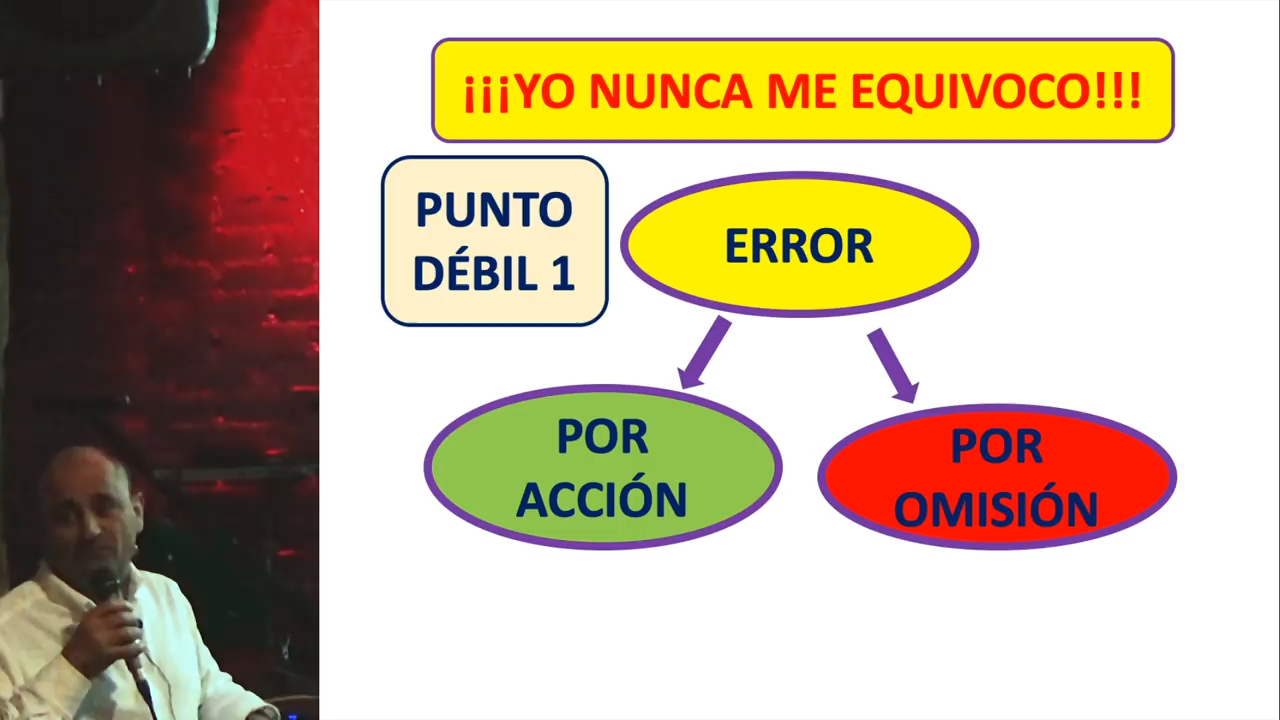 ¡¡¡YO NUNCA ME EQUIVOCO!!!
PUNTO
DÉBIL 1
ERROR
POR
ACCIÓN
POR
OMISIÓN